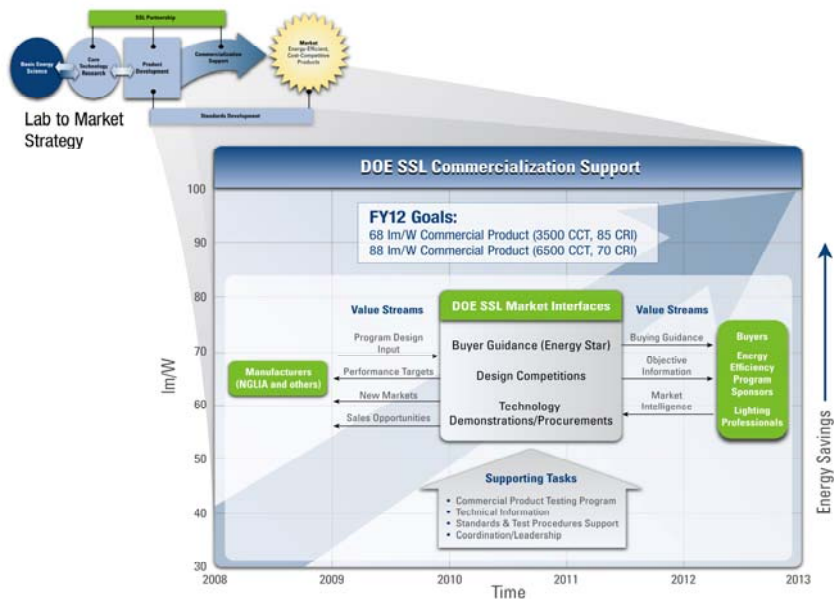 SSL Partnership
Basic Energy
Science
Core
Technology
Research
Product
Development
Commercialization
Support
Market
Energy-Efficient,
Cost-Competitive
Products
Standards Development
Lab to Market
Strategy
DOE SSL Commercialization Support
FY12 Goals:
68 lm/W Commercial Product (3500 CCT, 85 CRI)
88 lm/W Commercial Product (6500 CCT, 70 CRI)
Value Streams
DOE SSL Market Interfaces
Value Streams
Program Design
Input
Performance Targets
New Markets
Sales Opportunities
Manufacturers
(NGLIA and others)
Buyer Guidance (Energy Star)
Design Competitions
Technology
Demonstrations/Procurements
Buying Guidance
Objective
Information
Market
Intelligence
Buyers
Energy
Efficiency
Program
Sponsors
Lighting
Professionals
Supporting Tasks
• Commercial Product Testing Program
• Technical Information
• Standards & Test Procedures Support
• Coordination/Leadership
100
90
80
70
60
50
40
30
lm/W
2008
2009
2010
2011
2012
2013
Time
Energy Savings